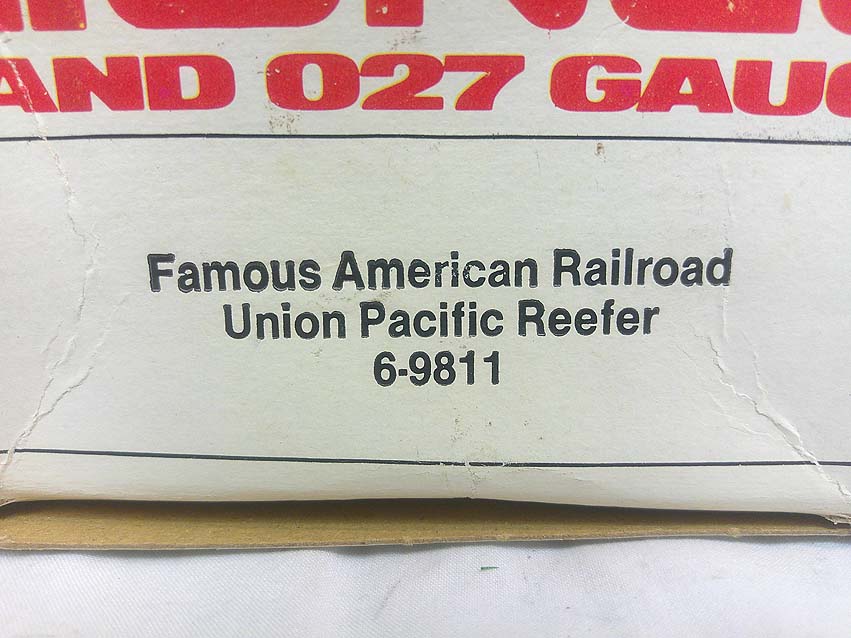 AND 027 GAU
Famous American Railroad
Union Pacific Reefer
6-9811